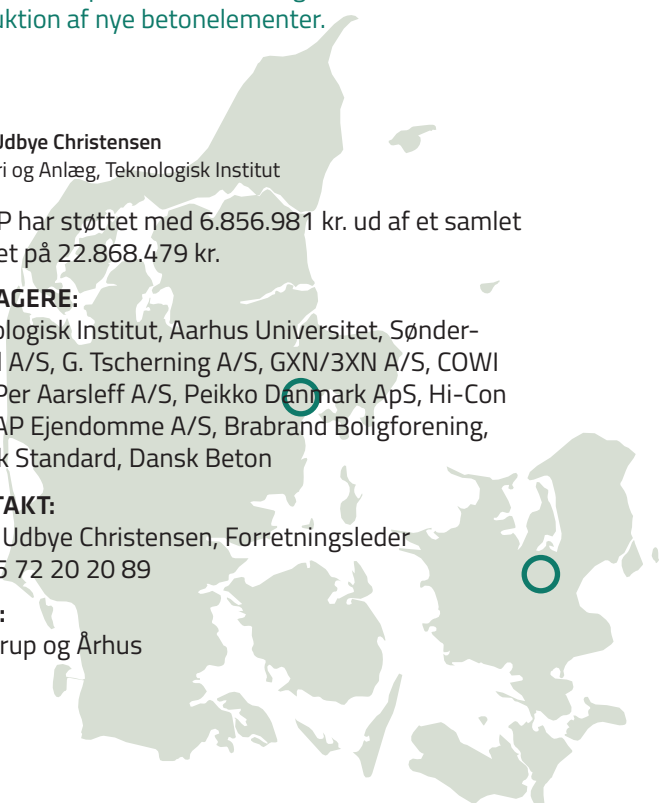 uktion af nye betonelementer.
Udbye Christensen
ri og Anlæg, Teknologisk Institut
P har støttet med 6.856.981 kr. ud af et samlet
et på 22.868.479 kr.
AGERE:
ologisk Institut, Aarhus Universitet, Sønder-
l A/S, G. Tscherning A/S, GXN/3XN A/S, COWI
Per Aarsleff A/S, Peikko Danmark ApS, Hi-Con
AP Ejendomme A/S, Brabrand Boligforening,
k Standard, Dansk Beton
TAKT:
Udbye Christensen, Forretningsleder
5 72 20 20 89
:
rup og Århus